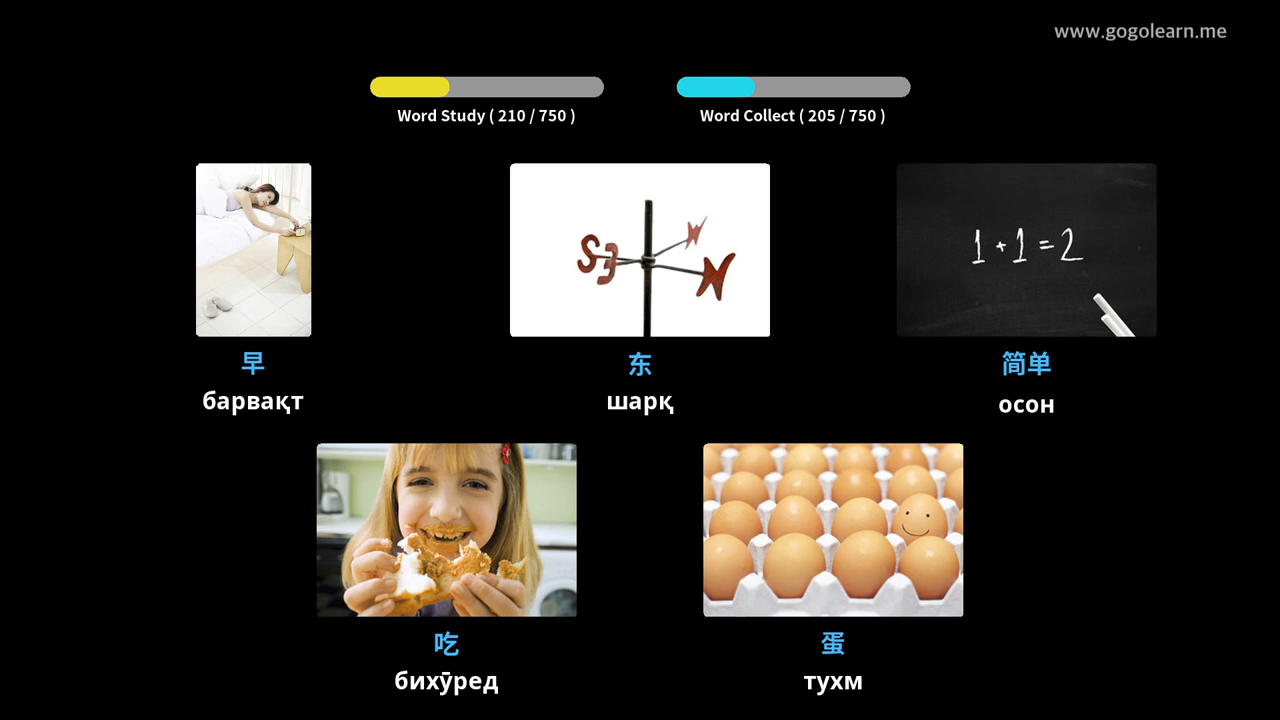 www.gogolearn.me
Word Study ( 210 / 750 )
Word Collect ( 205 / 750 )
S E N N
1 + 1 = 2
早
东
简单
барвақт
шарқ
осон
吃
蛋
бихӯред
тухм